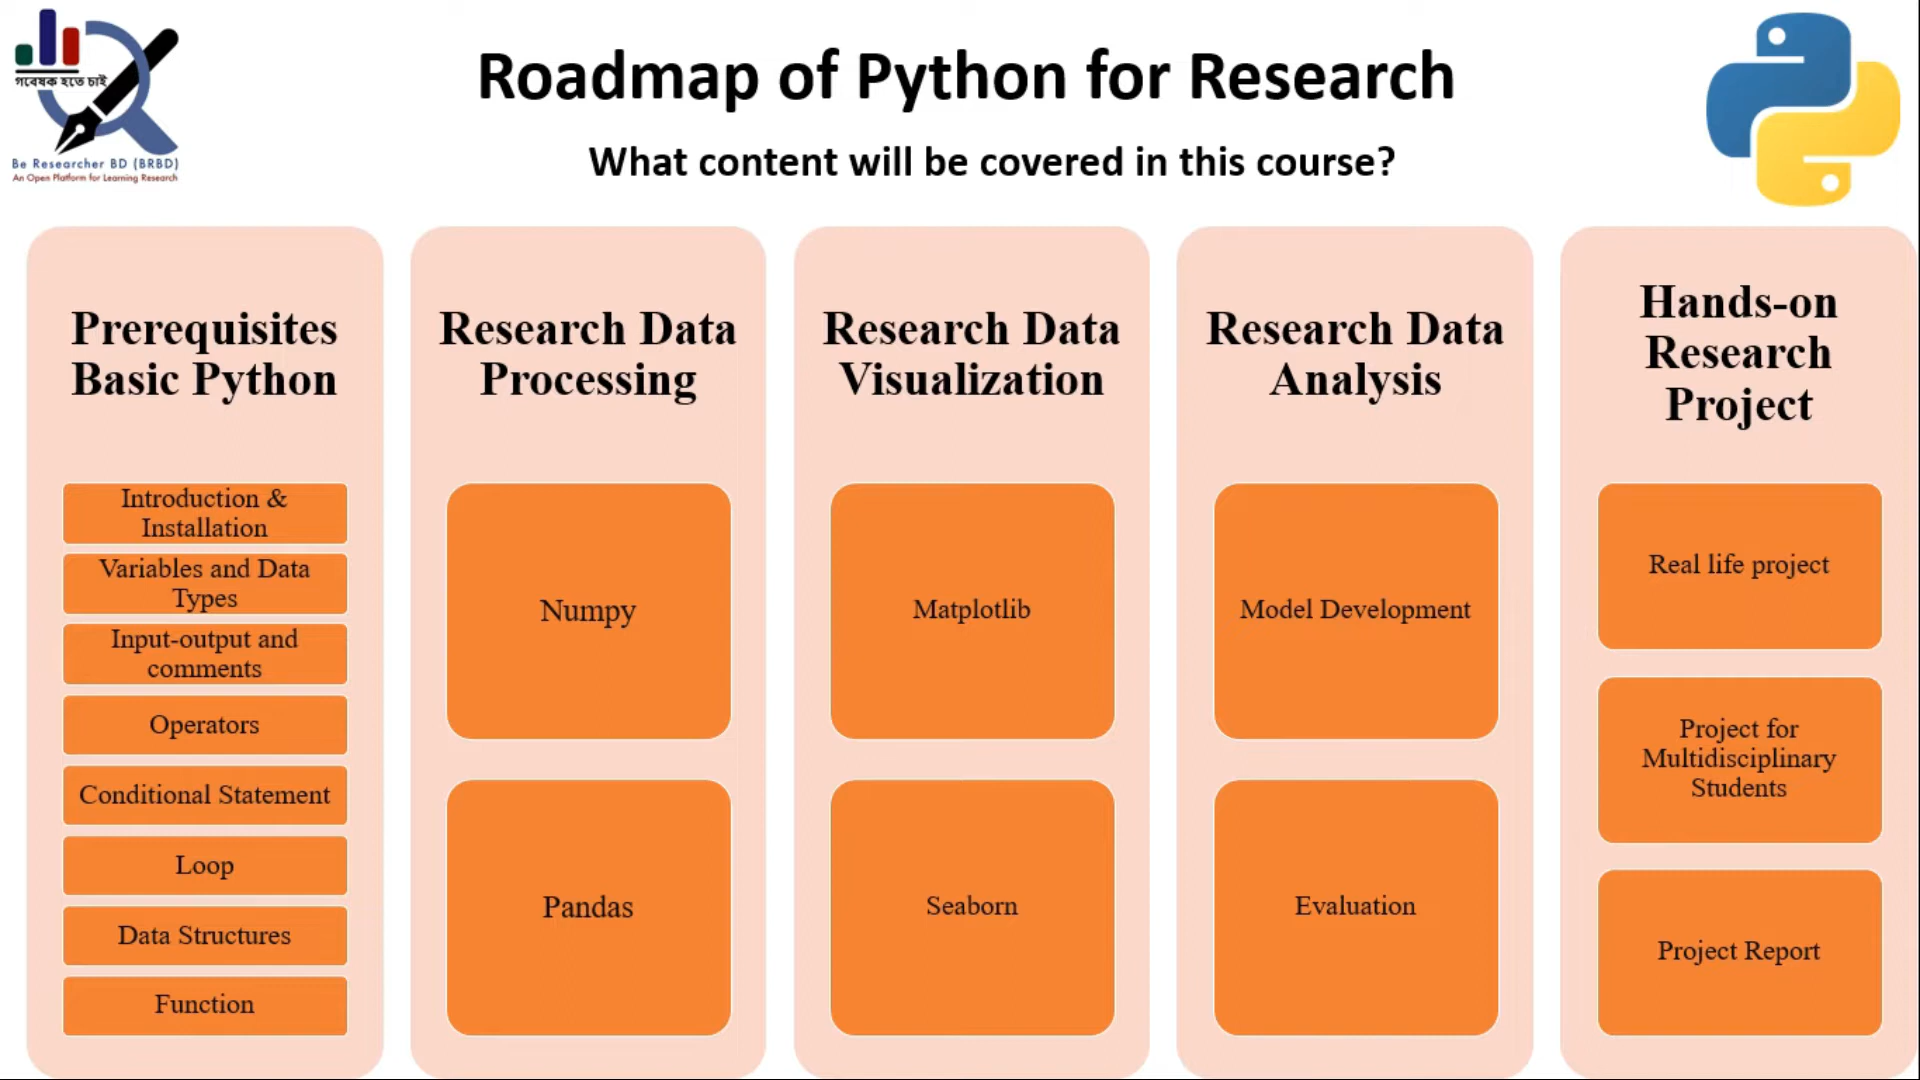 গবেষক হতে চাই
Be Researcher BD (BRBD)
An Open Platform for Learning Research
Roadmap of Python for Research
What content will be covered in this course?
Prerequisites
Basic Python
Introduction &
Installation
Variables and Data
Types
Input-output and
comments
Operators
Conditional Statement
Loop
Data Structures
Function
Research Data
Processing
Numpy
Pandas
Research Data
Visualization
Matplotlib
Seaborn
Research Data
Analysis
Model Development
Evaluation
Hands-on
Research
Project
Real life project
Project for
Multidisciplinary
Students
Project Report